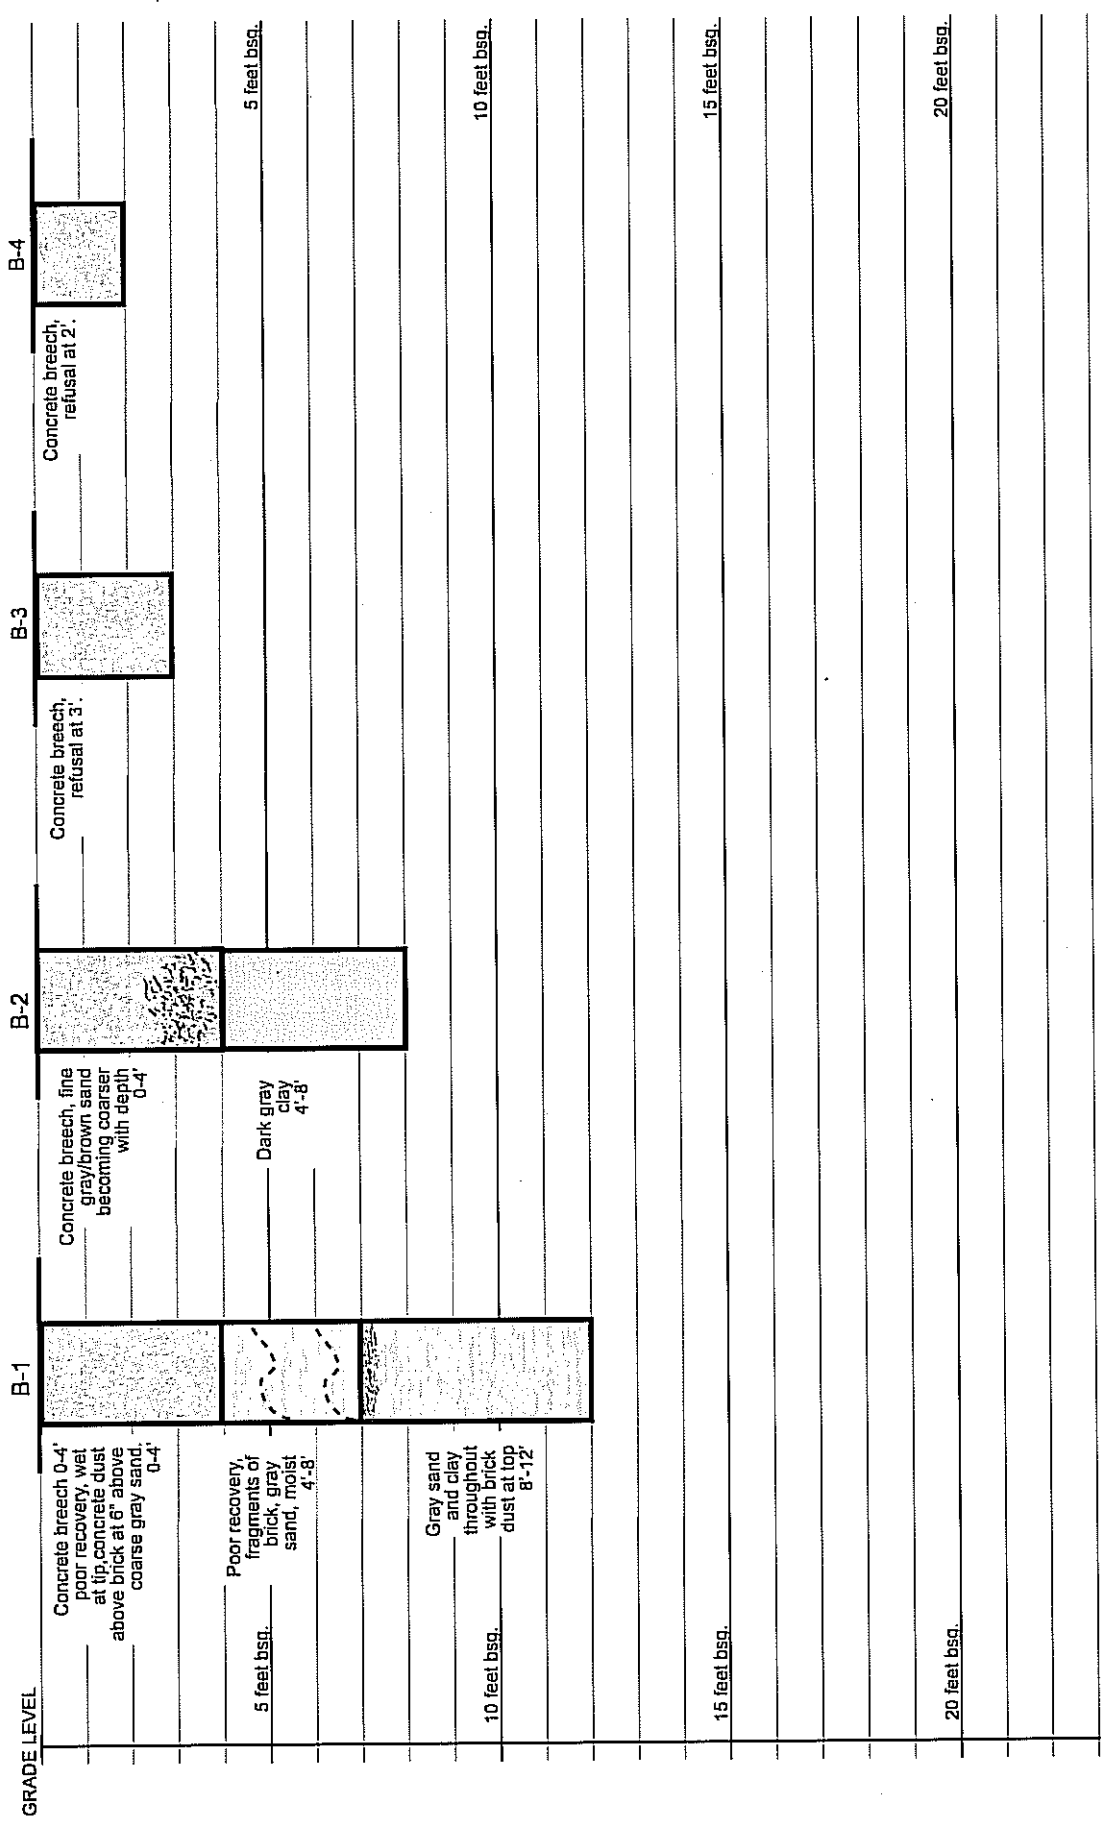 GRADE LEVEL
B-1
B-2
B-3
B-4
Concrete breech 0-4'
poor recovery, wet
at tip,concrete dust
above brick at 6" above
coarse gray sand.
0-4'
Poor recovery,
fragments of
brick, gray
sand, moist
4'-8'
Gray sand
and clay
throughout
with brick
dust at top
8'-12'
Concrete breech, fine
gray/brown sand
becoming coarser
with depth
0-4'
Dark gray
clay
4'-8'
Concrete breech,
refusal at 3'.
Concrete breech,
refusal at 2'.
5 feet bsg.
10 feet bsg.
15 feet bsg.
20 feet bsg.
5 feet bsg.
10 feet bsg.
15 feet bsg.
20 feet bsg.